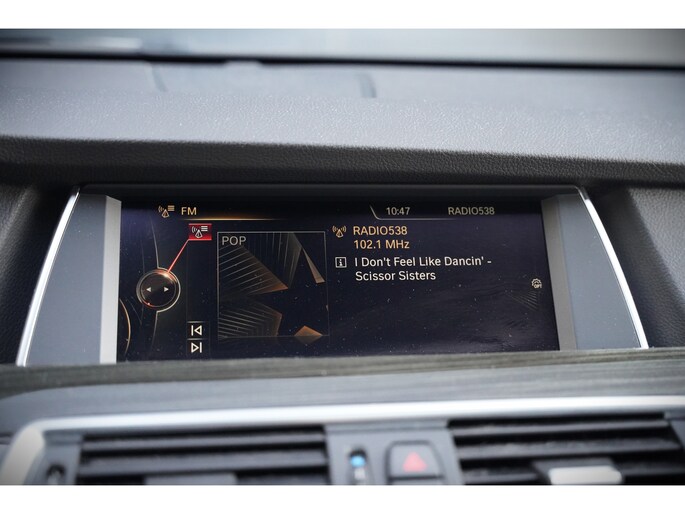 FM
10:47
RADIO538
POP
RADIO538
102.1 MHz
I Don't Feel Like Dancin' -
Scissor Sisters